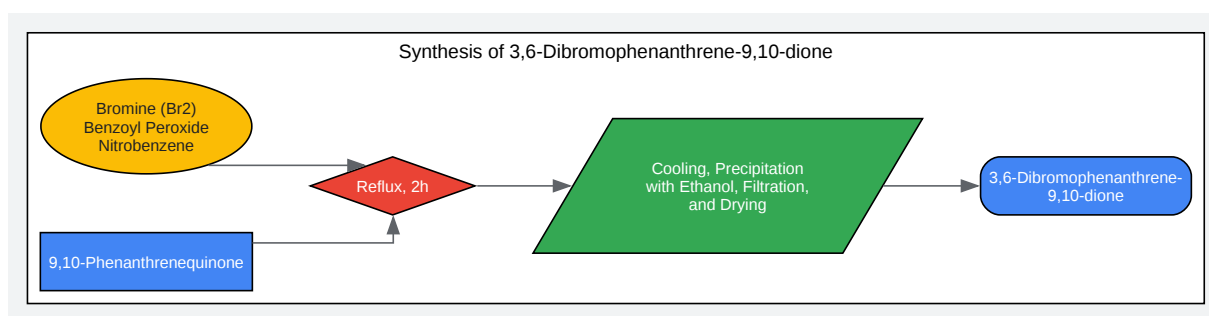 Synthesis of 3,6-Dibromophenanthrene-9,10-dione
Bromine (Br2)
Benzoyl Peroxide
Nitrobenzene
Reflux, 2h
9,10-Phenanthrenequinone
Cooling, Precipitation
with Ethanol, Filtration,
and Drying
3,6-Dibromophenanthrene-
9,10-dione